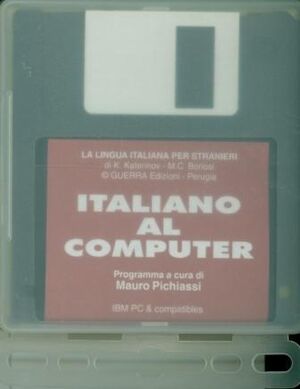 LA LINGUA ITALIANA PER STRANIERI
di K. Katerinov - M.C. Boriosi
© GUERRA Edizioni - Perugia
ITALIANO
AL
COMPUTER
Programma a cura di
Mauro Pichiassi
IBM PC & compatibles